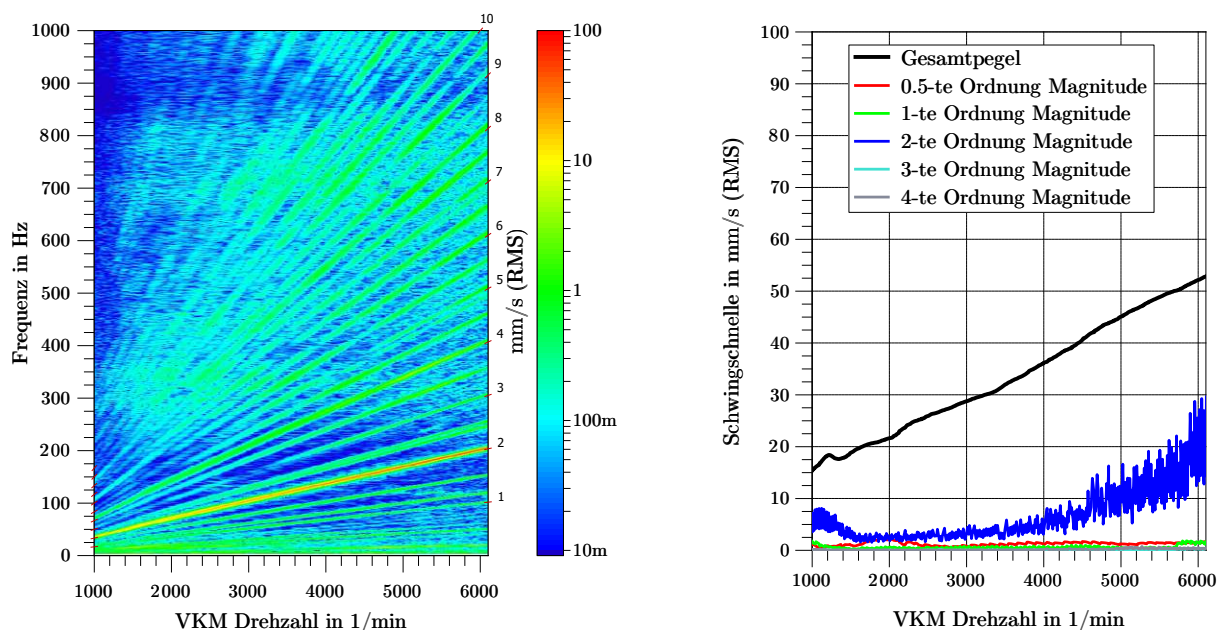 10
1000
9
900
8
800
7
700
6
600
5
500
4
400
3
300
2
200
1
100
0
1000 2000 3000 4000 5000 6000
Frequenz in Hz
VKM Drehzahl in 1/min
100
10
1
100m
10m
mm/s (RMS)
100
90
80
70
60
50
40
30
20
10
0
1000 2000 3000 4000 5000 6000
Schwingschnelle in mm/s (RMS)
VKM Drehzahl in 1/min
Gesamtpegel
0.5-te Ordnung Magnitude
1-te Ordnung Magnitude
2-te Ordnung Magnitude
3-te Ordnung Magnitude
4-te Ordnung Magnitude